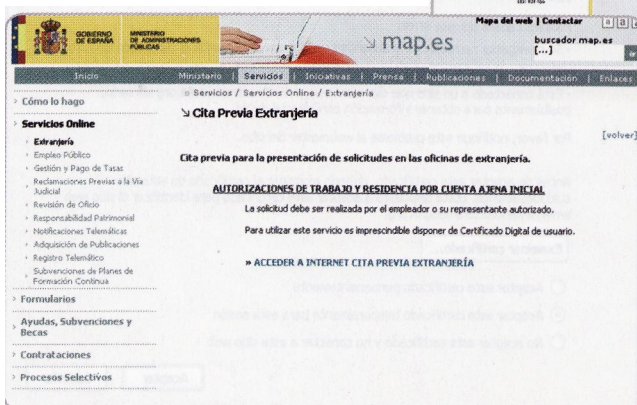 Mapa del web | Contactar
GOBIERNO DE ESPAÑA
MINISTERIO DE ADMINISTRACIONES PÚBLICAS
map.es
buscador map.es
[...]
Inicio
Ministerio | Servicios | Iniciativas | Prensa | Publicaciones | Documentación | Enlaces
Servicios / Servicios Online / Extranjería
Cómo lo hago
Servicios Online
Extranjería
Empleo Público
Gestión y Pago de Tasas
Reclamaciones Previas a la Vía
Judicial
Revisión de Oficio
Responsabilidad Patrimonial
Notificaciones Telemáticas
Adquisición de Publicaciones
Registro Telemático
Subvenciones de Planes de
Formación Continua
Formularios
Ayudas, Subvenciones y
Becas
Contrataciones
Procesos Selectivos
Cita Previa Extranjería
[volver]
Cita previa para la presentación de solicitudes en las oficinas de extranjería.
AUTORIZACIONES DE TRABAJO Y RESIDENCIA POR CUENTA AJENA INICIAL
La solicitud debe ser realizada por el empleador o su representante autorizado.
Para utilizar este servicio es imprescindible disponer de Certificado Digital de usuario.
» ACCEDER A INTERNET CITA PREVIA EXTRANJERÍA